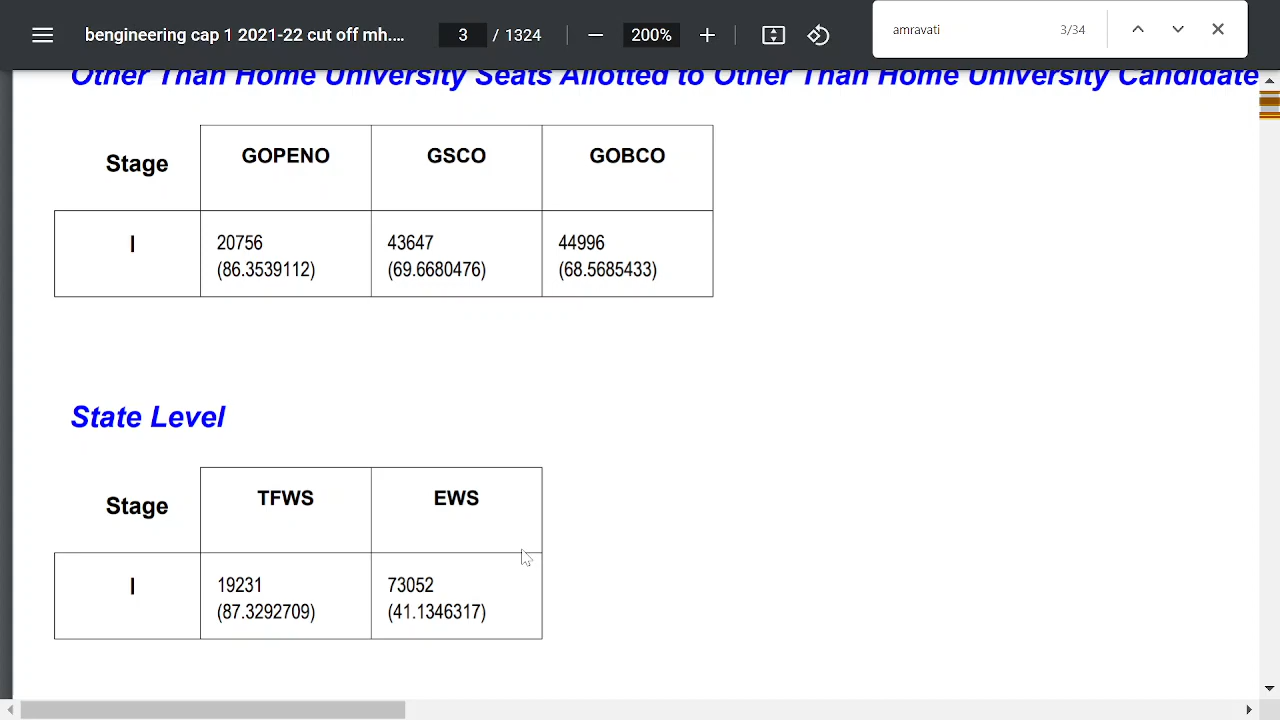 bengineering cap 1 2021-22 cut off mh....
3 / 1324
200%
amravati
3/34
Other Than Home University Seats Allotted to Other Than Home University Candidate
Stage GOPENO GSCO GOBCO
I 20756 43647 44996
(86.3539112) (69.6680476) (68.5685433)
State Level
Stage TFWS EWS
I 19231 73052
(87.3292709) (41.1346317)